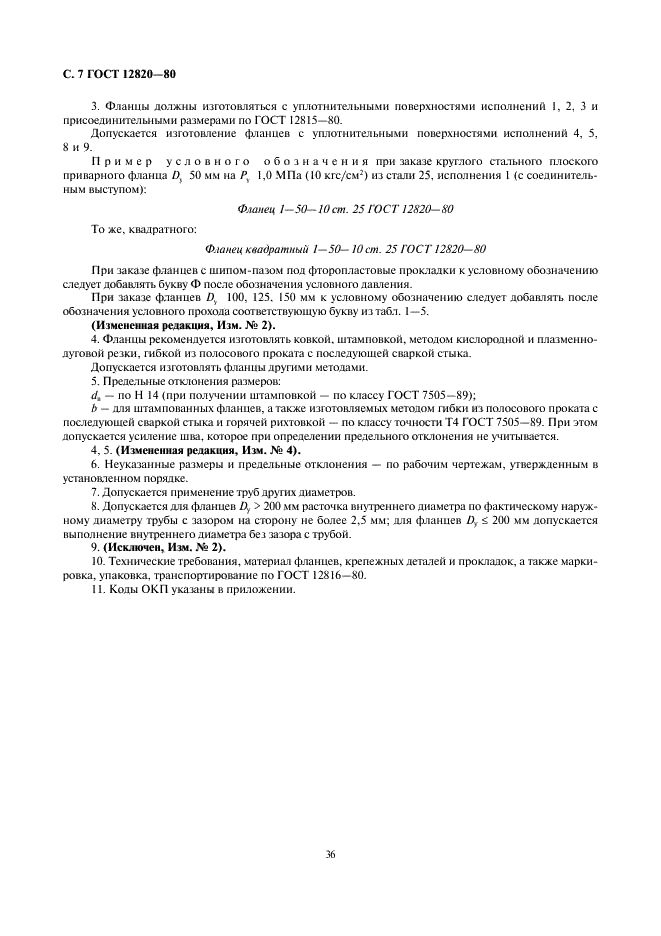 С. 7 ГОСТ 12820—80
3. Фланцы должны изготовляться с уплотнительными поверхностями исполнений 1, 2, 3 и
присоединительными размерами по ГОСТ 12815—80.
Допускается изготовление фланцев с уплотнительными поверхностями исполнений 4, 5,
8 и 9.
Пример условного обозначения при заказе круглого стального плоского
приварного фланца Dу 50 мм на Pу 1,0 МПа (10 кгс/см²) из стали 25, исполнения 1 (с соединитель-
ным выступом):
Фланец 1—50—10 ст. 25 ГОСТ 12820—80
То же, квадратного:
Фланец квадратный 1—50—10 ст. 25 ГОСТ 12820—80
При заказе фланцев с шипом-пазом под фторопластовые прокладки к условному обозначению
следует добавлять букву Ф после обозначения условного давления.
При заказе фланцев Dу 100, 125, 150 мм к условному обозначению следует добавлять после
обозначения условного прохода соответствующую букву из табл. 1—5.
(Измененная редакция, Изм. № 2).
4. Фланцы рекомендуется изготовлять ковкой, штамповкой, методом кислородной и плазменно-
дуговой резки, гибкой из полосового проката с последующей сваркой стыка.
Допускается изготовлять фланцы другими методами.
5. Предельные отклонения размеров:
dв — по Н 14 (при получении штамповкой — по классу ГОСТ 7505—89);
b — для штампованных фланцев, а также изготовляемых методом гибки из полосового проката с
последующей сваркой стыка и горячей рихтовкой — по классу точности Т4 ГОСТ 7505—89. При этом
допускается усиление шва, которое при определении предельного отклонения не учитывается.
4, 5. (Измененная редакция, Изм. № 4).
6. Неуказанные размеры и предельные отклонения — по рабочим чертежам, утвержденным в
установленном порядке.
7. Допускается применение труб других диаметров.
8. Допускается для фланцев Dу > 200 мм расточка внутреннего диаметра по фактическому наруж-
ному диаметру трубы с зазором на сторону не более 2,5 мм; для фланцев Dу ≤ 200 мм допускается
выполнение внутреннего диаметра без зазора с трубой.
9. (Исключен, Изм. № 2).
10. Технические требования, материал фланцев, крепежных деталей и прокладок, а также марки-
ровка, упаковка, транспортирование по ГОСТ 12816—80.
11. Коды ОКП указаны в приложении.
36